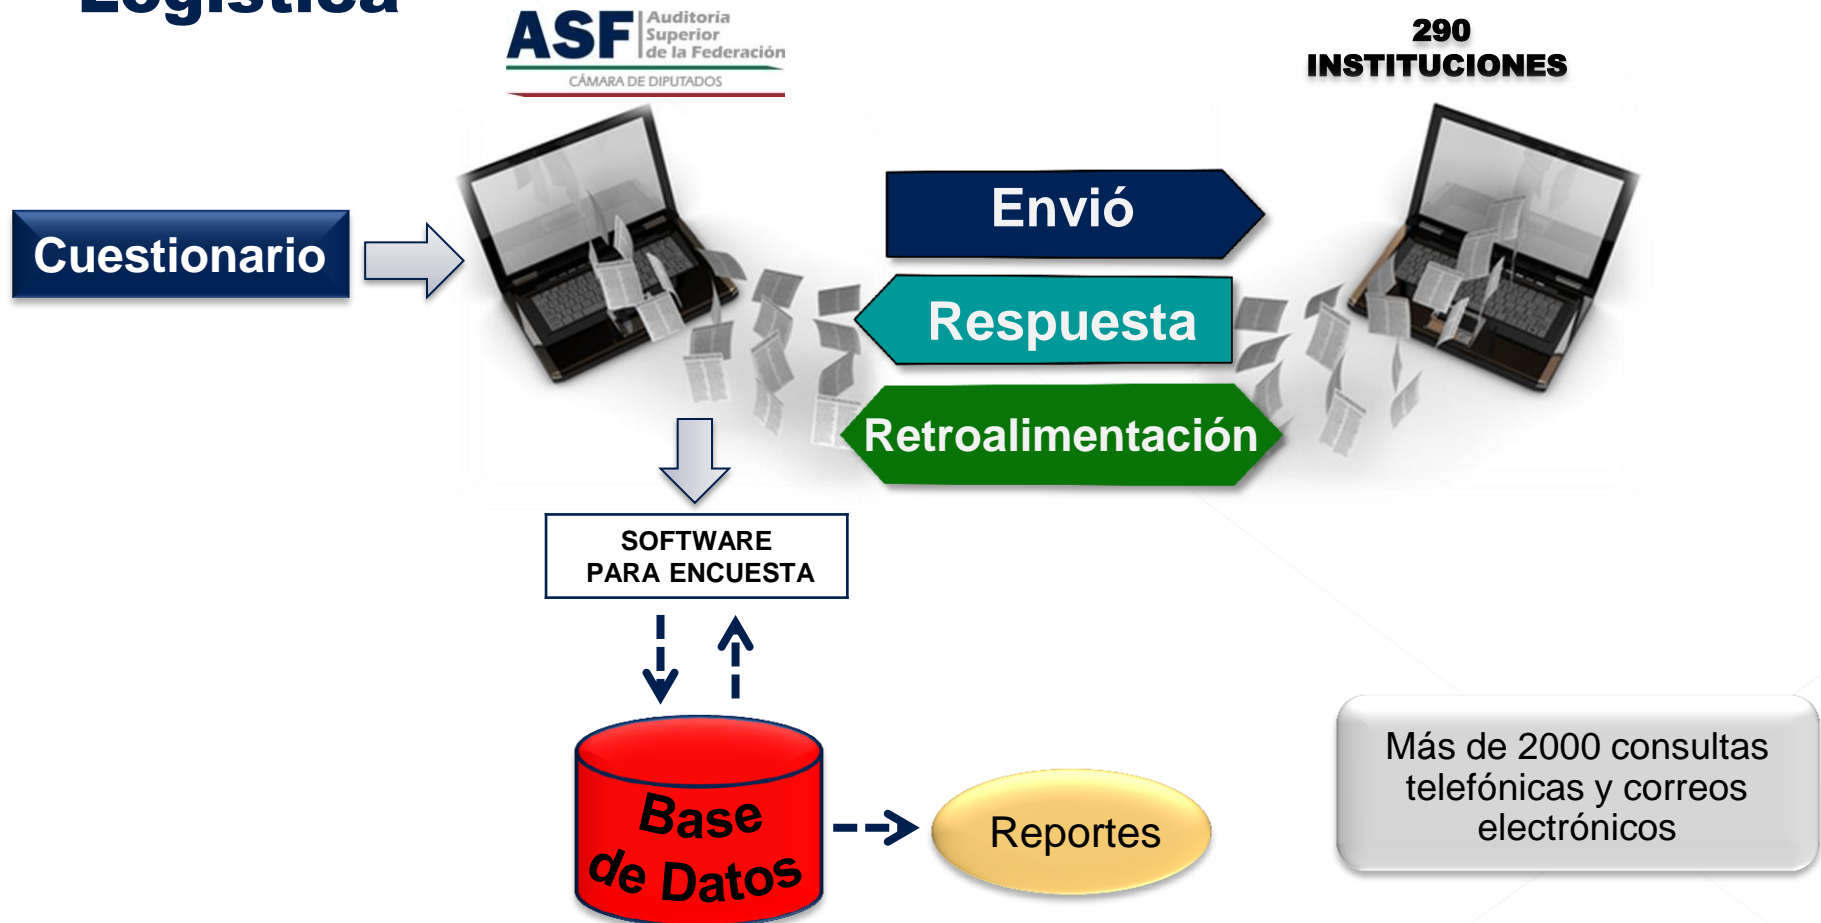 Logística
ASF
Auditoría
Superior
de la Federación
CÁMARA DE DIPUTADOS
290
INSTITUCIONES
Cuestionario
Envió
Respuesta
Retroalimentación
SOFTWARE
PARA ENCUESTA
Base
de Datos
Reportes
Más de 2000 consultas
telefónicas y correos
electrónicos